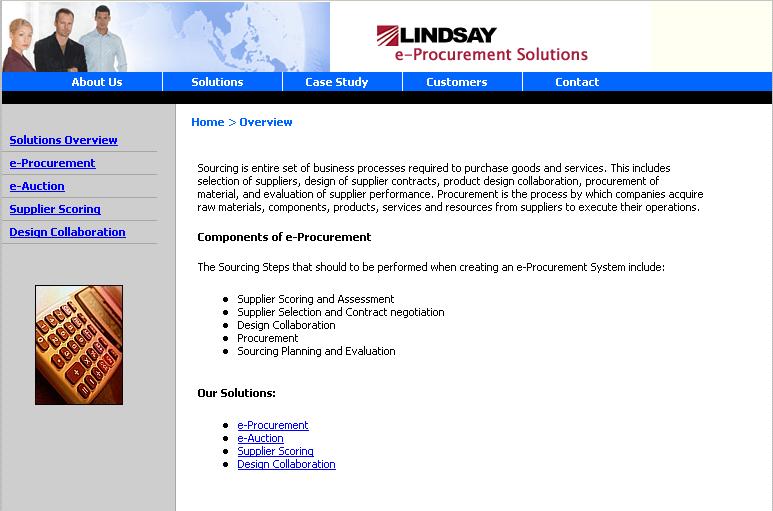 LINDSAY
e-Procurement Solutions
About Us
Solutions
Case Study
Customers
Contact
Home > Overview
Solutions Overview
e-Procurement
e-Auction
Supplier Scoring
Design Collaboration
Sourcing is entire set of business processes required to purchase goods and services. This includes
selection of suppliers, design of supplier contracts, product design collaboration, procurement of
material, and evaluation of supplier performance. Procurement is the process by which companies acquire
raw materials, components, products, services and resources from suppliers to execute their operations.
Components of e-Procurement
The Sourcing Steps that should to be performed when creating an e-Procurement System include:
• Supplier Scoring and Assessment
• Supplier Selection and Contract negotiation
• Design Collaboration
• Procurement
• Sourcing Planning and Evaluation
Our Solutions:
• e-Procurement
• e-Auction
• Supplier Scoring
• Design Collaboration